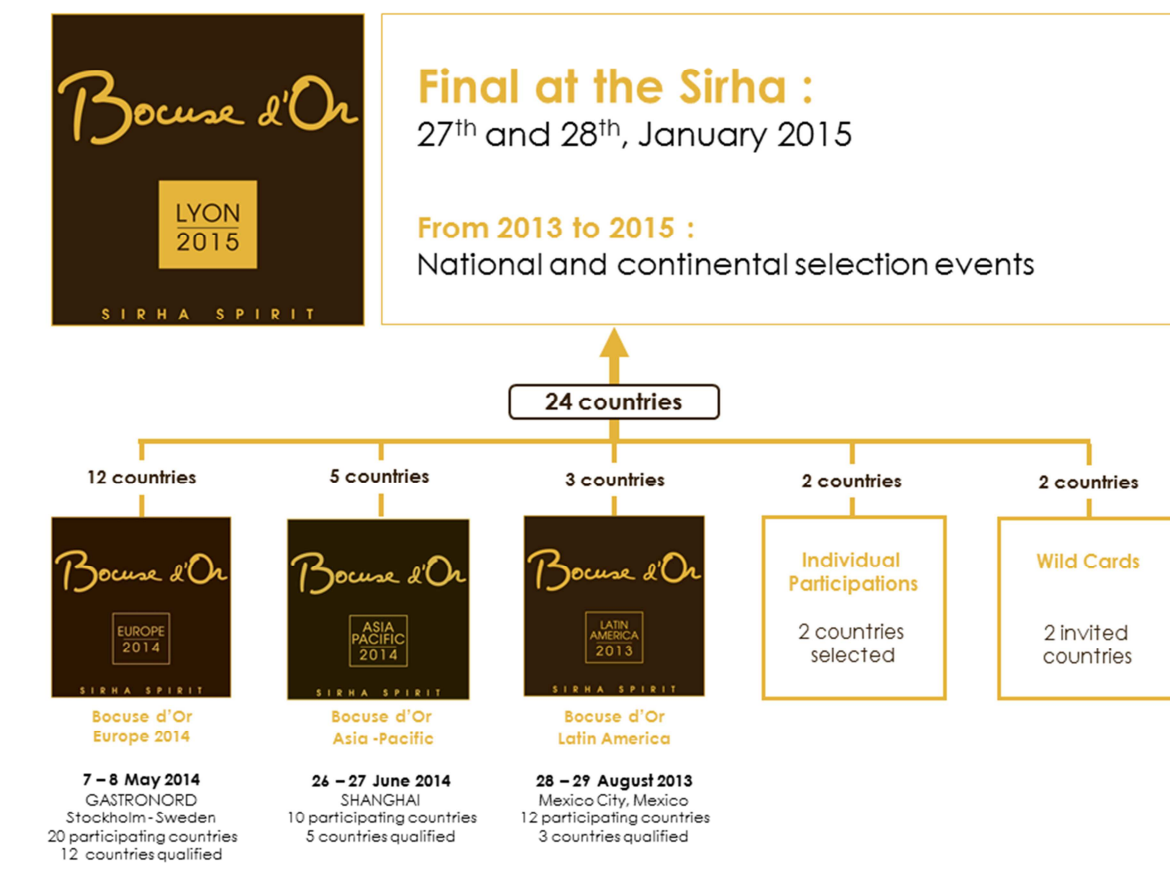 Bocuse d'Or
LYON
2015
SIRHA SPIRIT
Final at the Sirha :
27th and 28th, January 2015
From 2013 to 2015 :
National and continental selection events
24 countries
12 countries
5 countries
3 countries
2 countries
2 countries
Bocuse d'Or
EUROPE
2014
SIRHA SPIRIT
Bocuse d'Or
Europe 2014
7 – 8 May 2014
GASTRONORD
Stockholm - Sweden
20 participating countries
12 countries qualified
Bocuse d'Or
ASIA
PACIFIC
2014
SIRHA SPIRIT
Bocuse d'Or
Asia -Pacific
26 – 27 June 2014
SHANGHAI
10 participating countries
5 countries qualified
Bocuse d'Or
LATIN
AMERICA
2013
SIRHA SPIRIT
Bocuse d'Or
Latin America
28 – 29 August 2013
Mexico City, Mexico
12 participating countries
3 countries qualified
Individual
Participations
2 countries
selected
Wild Cards
2 invited
countries